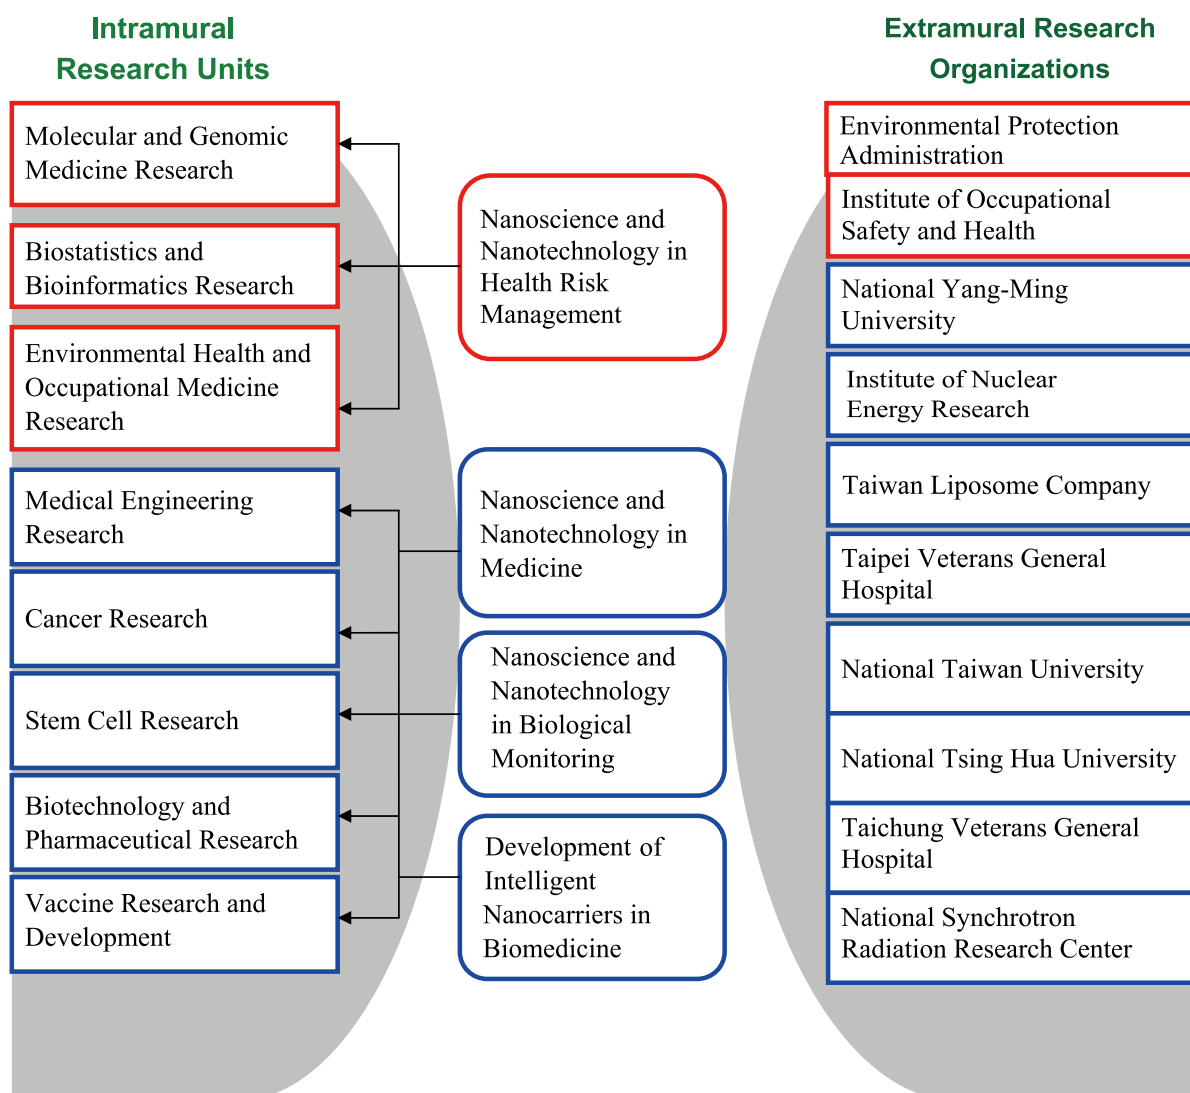 Intramural
Research Units
Molecular and Genomic
Medicine Research
Biostatistics and
Bioinformatics Research
Environmental Health and
Occupational Medicine
Research
Medical Engineering
Research
Cancer Research
Stem Cell Research
Biotechnology and
Pharmaceutical Research
Vaccine Research and
Development
Nanoscience and
Nanotechnology in
Health Risk
Management
Nanoscience and
Nanotechnology in
Medicine
Nanoscience and
Nanotechnology
in Biological
Monitoring
Development of
Intelligent
Nanocarriers in
Biomedicine
Extramural Research
Organizations
Environmental Protection
Administration
Institute of Occupational
Safety and Health
National Yang-Ming
University
Institute of Nuclear
Energy Research
Taiwan Liposome Company
Taipei Veterans General
Hospital
National Taiwan University
National Tsing Hua University
Taichung Veterans General
Hospital
National Synchrotron
Radiation Research Center